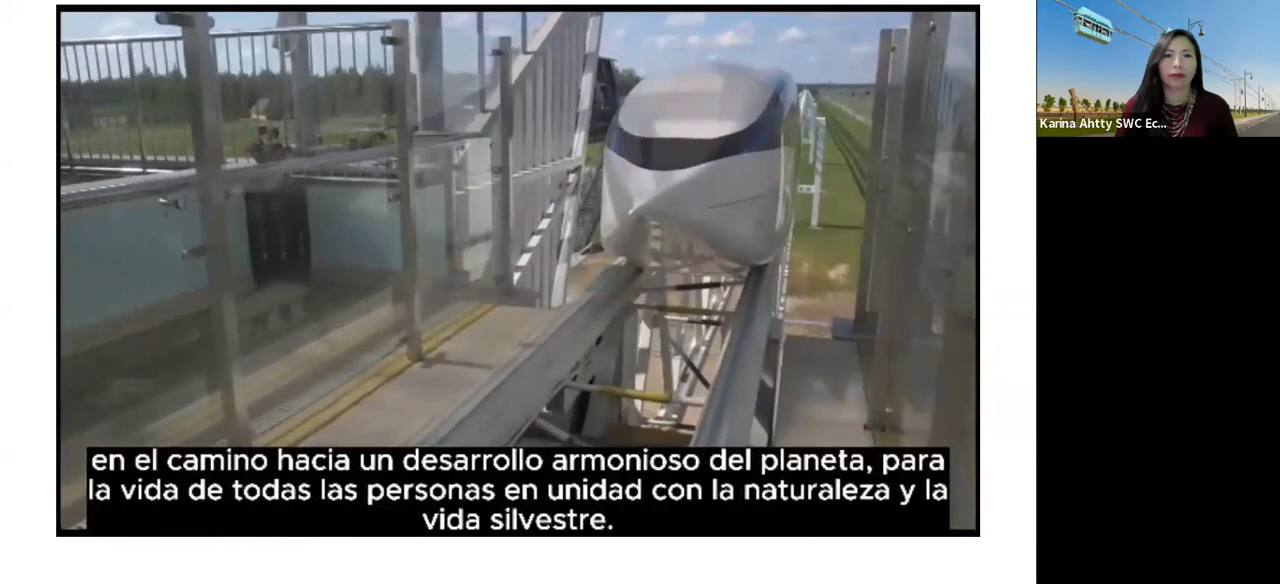 en el camino hacia un desarrollo armonioso del planeta, para
la vida de todas las personas en unidad con la naturaleza y la
vida silvestre.
Karina Ahtty SWC Ec...